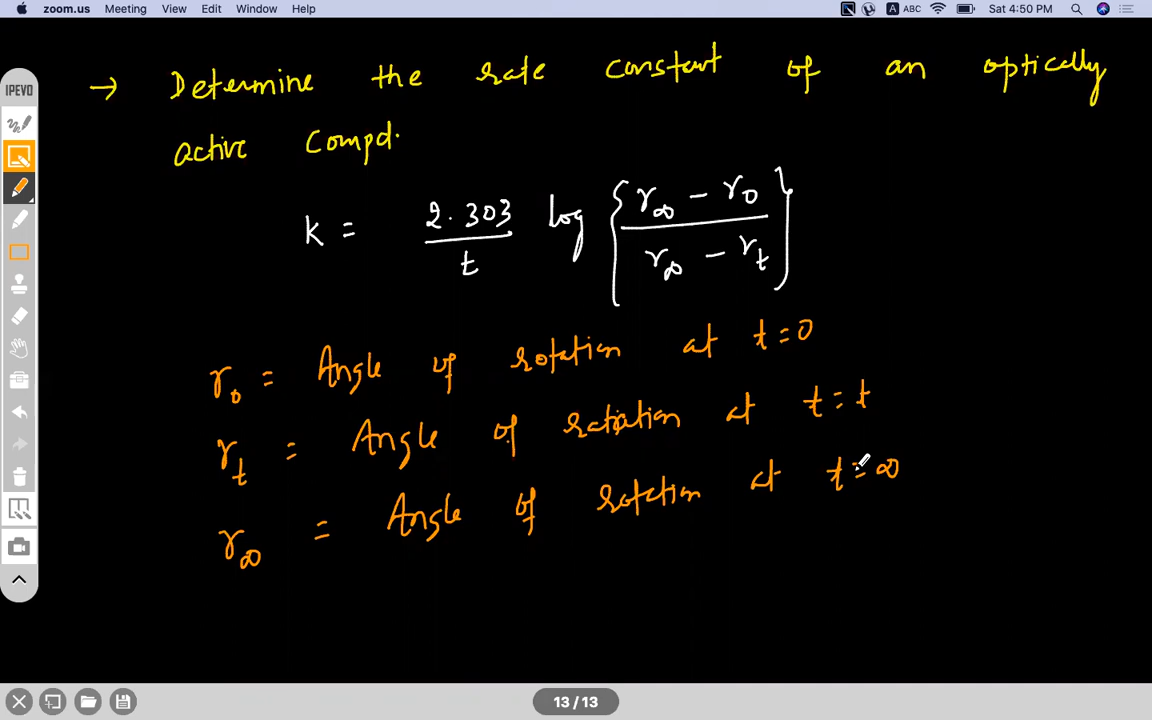 zoom.us Meeting View Edit Window Help ABC Sat 4:50 PM
IPEVO
→ Determine the rate constant of an optically
active Compd.
k = 2.303/t log {r∞ - r0 / r∞ - rt}
r0 = Angle of rotation at t=0
rt = Angle of rotation at t=t
r∞ = Angle of rotation at t=∞
13/13